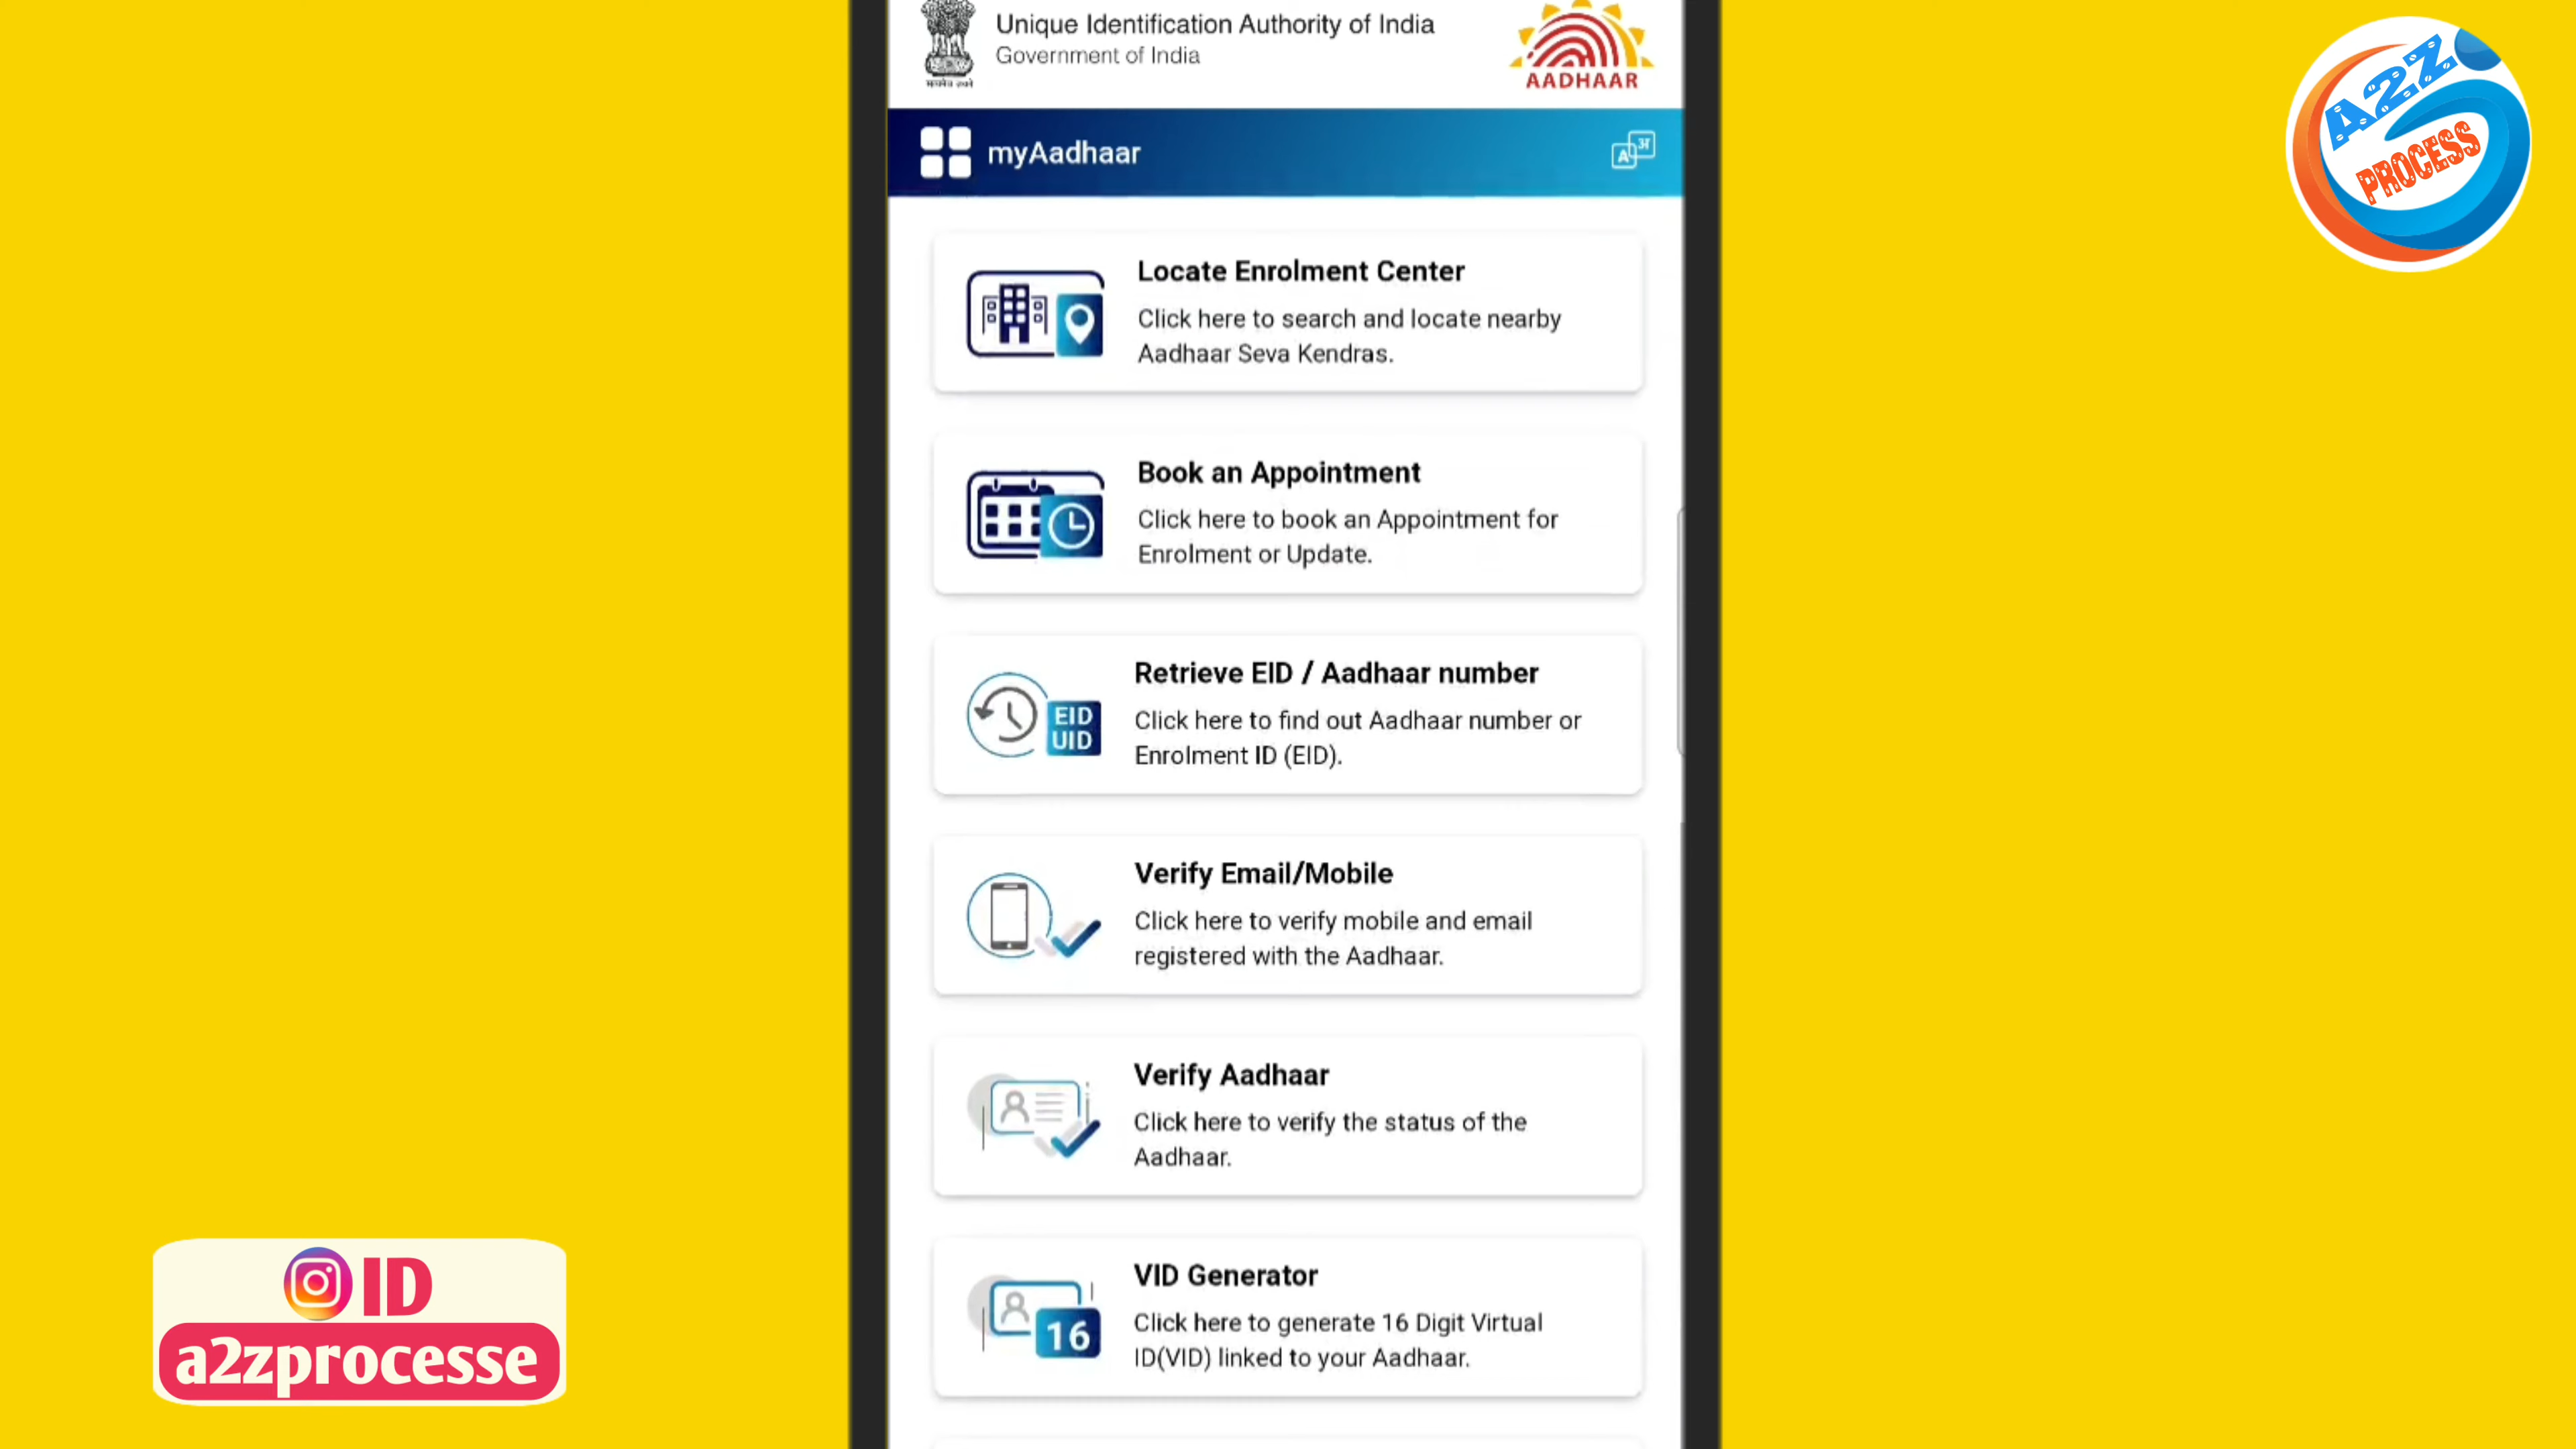 Unique Identification Authority of India
Government of India
AADHAAR
A2Z
PROCESS
myAadhaar
A अ
Locate Enrolment Center
Click here to search and locate nearby
Aadhaar Seva Kendras.
Book an Appointment
Click here to book an Appointment for
Enrolment or Update.
Retrieve EID / Aadhaar number
EID
UID
Click here to find out Aadhaar number or
Enrolment ID (EID).
Verify Email/Mobile
Click here to verify mobile and email
registered with the Aadhaar.
Verify Aadhaar
Click here to verify the status of the
Aadhaar.
VID Generator
16
Click here to generate 16 Digit Virtual
ID(VID) linked to your Aadhaar.
ID
a2zprocesse